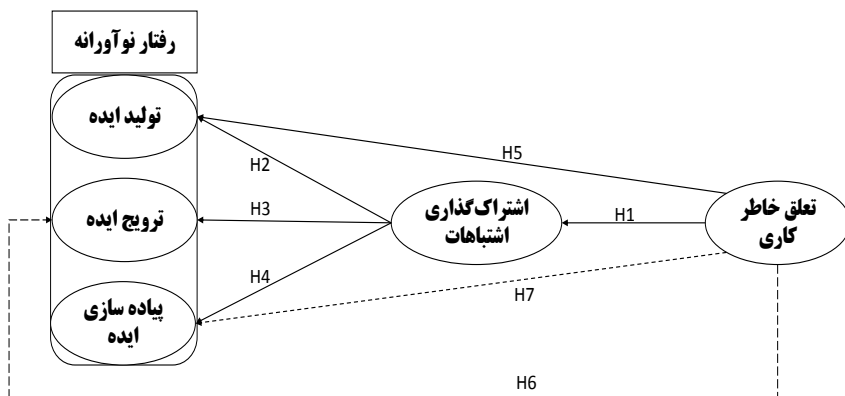 رفتار نوآورانه
تولید ایده
H5
H2
ترویج ایده
H3
اشتراک‌گذاری
اشتباهات
H1
تعلق خاطر
کاری
H4
پیاده سازی
ایده
H7
H6